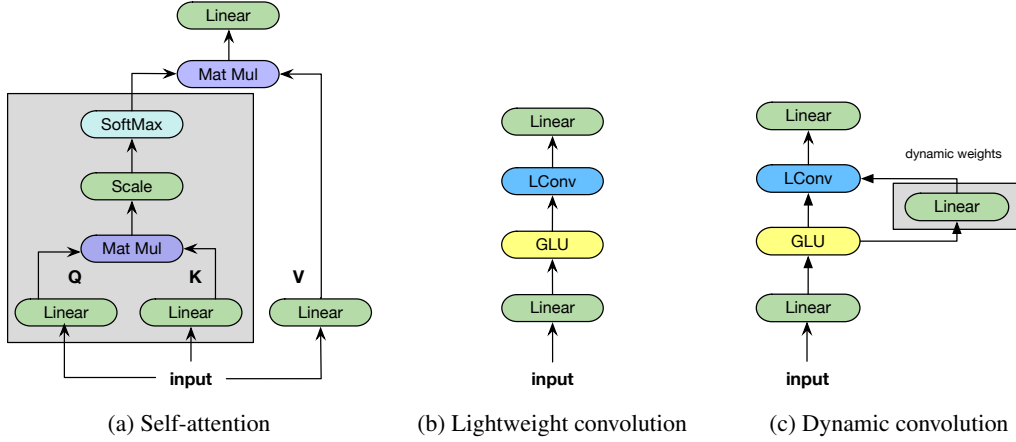 Linear
Mat Mul
SoftMax
Scale
Mat Mul
Q
K
V
Linear
Linear
Linear
input
(a) Self-attention
Linear
LConv
GLU
Linear
input
(b) Lightweight convolution
Linear
dynamic weights
LConv
Linear
GLU
Linear
input
(c) Dynamic convolution